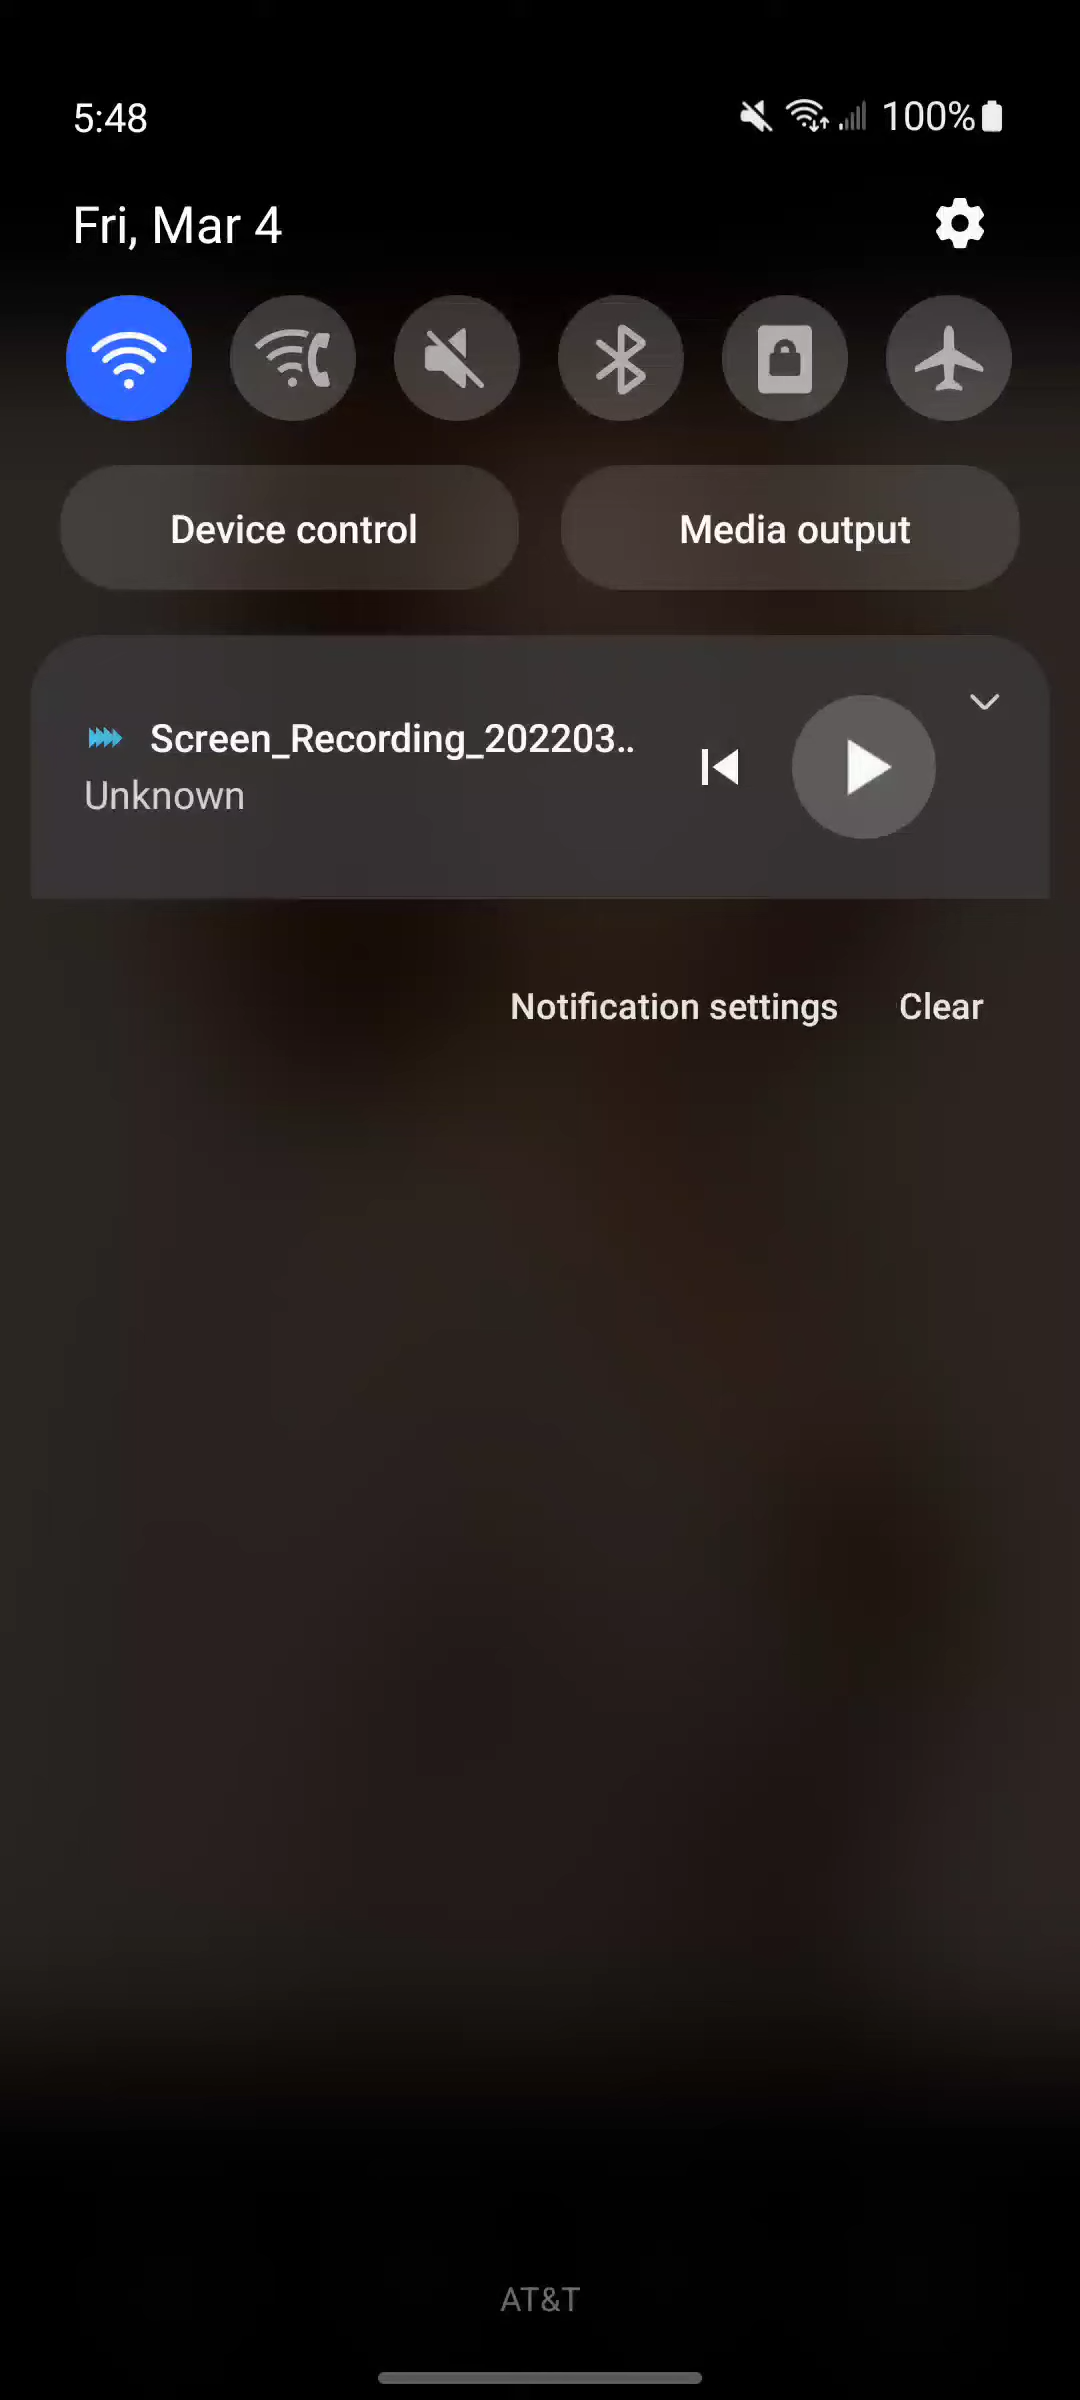 5:48
100%
Fri, Mar 4
Device control
Media output
Screen_Recording_202203..
Unknown
Notification settings
Clear
AT&T